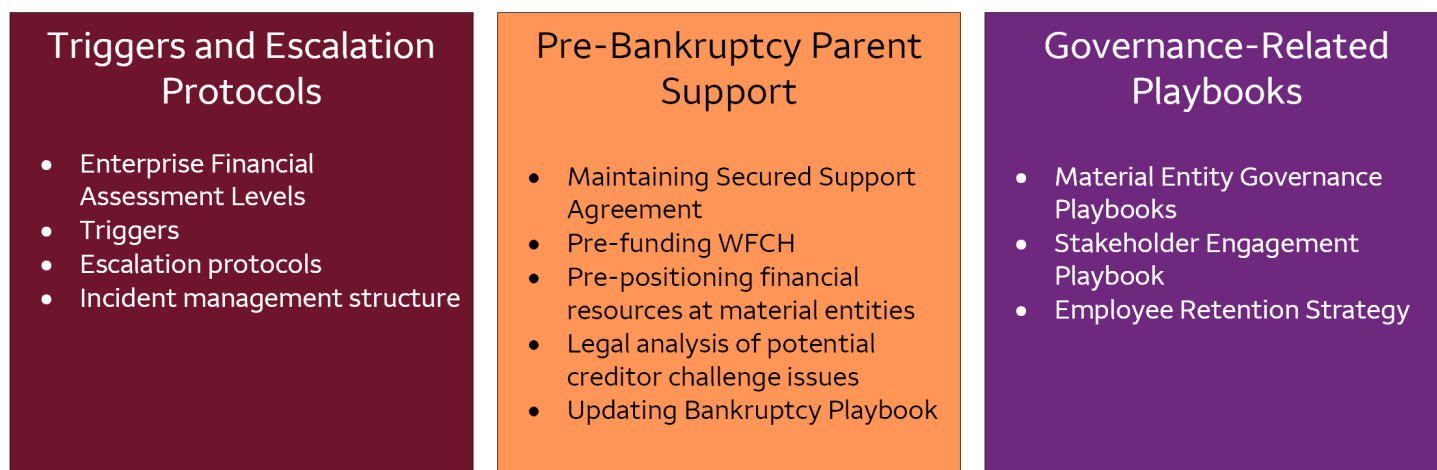 Triggers and Escalation
Protocols
● Enterprise Financial
Assessment Levels
● Triggers
● Escalation protocols
● Incident management structure
Pre-Bankruptcy Parent
Support
● Maintaining Secured Support
Agreement
● Pre-funding WFCH
● Pre-positioning financial
resources at material entities
● Legal analysis of potential
creditor challenge issues
● Updating Bankruptcy Playbook
Governance-Related
Playbooks
● Material Entity Governance
Playbooks
● Stakeholder Engagement
Playbook
● Employee Retention Strategy